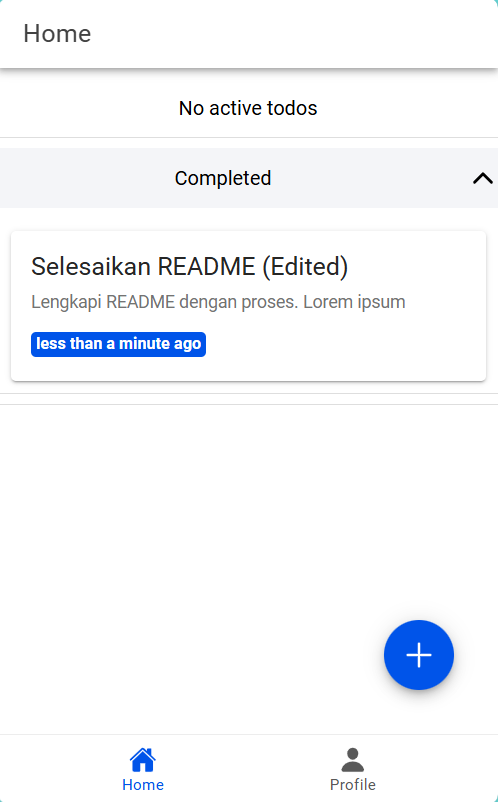 Home
No active todos
Completed
Selesaikan README (Edited)
Lengkapi README dengan proses. Lorem ipsum
less than a minute ago
Home
Profile